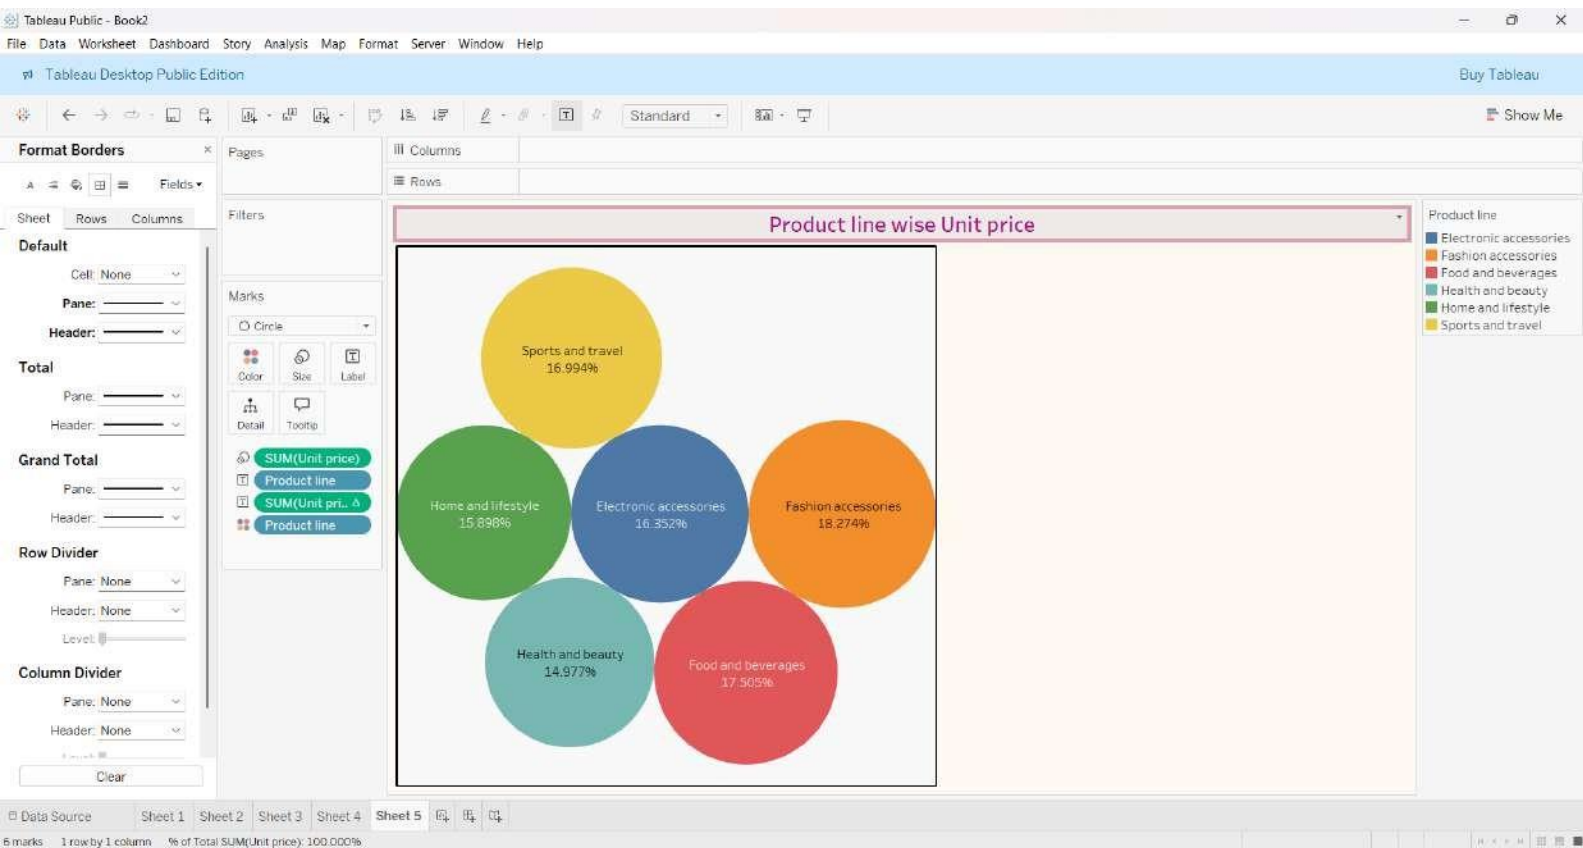 Tableau Public - Book2
File Data Worksheet Dashboard Story Analysis Map Format Server Window Help
Tableau Desktop Public Edition
Buy Tableau
Standard
Show Me
Format Borders
Fields
Sheet Rows Columns
Default
Cell: None
Pane:
Header:
Total
Pane:
Header:
Grand Total
Pane:
Header:
Row Divider
Pane: None
Header: None
Level:
Column Divider
Pane: None
Header: None
Level:
Clear
Pages
Filters
Marks
Circle
Color Size Label
Detail Tooltip
SUM(Unit price)
Product line
SUM(Unit pri.. Δ
Product line
Columns
Rows
Product line wise Unit price
Sports and travel
16.994%
Home and lifestyle
15.898%
Electronic accessories
16.352%
Fashion accessories
18.274%
Health and beauty
14.977%
Food and beverages
17.505%
Product line
Electronic accessories
Fashion accessories
Food and beverages
Health and beauty
Home and lifestyle
Sports and travel
Data Source Sheet 1 Sheet 2 Sheet 3 Sheet 4 Sheet 5
6 marks 1 row by 1 column % of Total SUM(Unit price): 100.000%